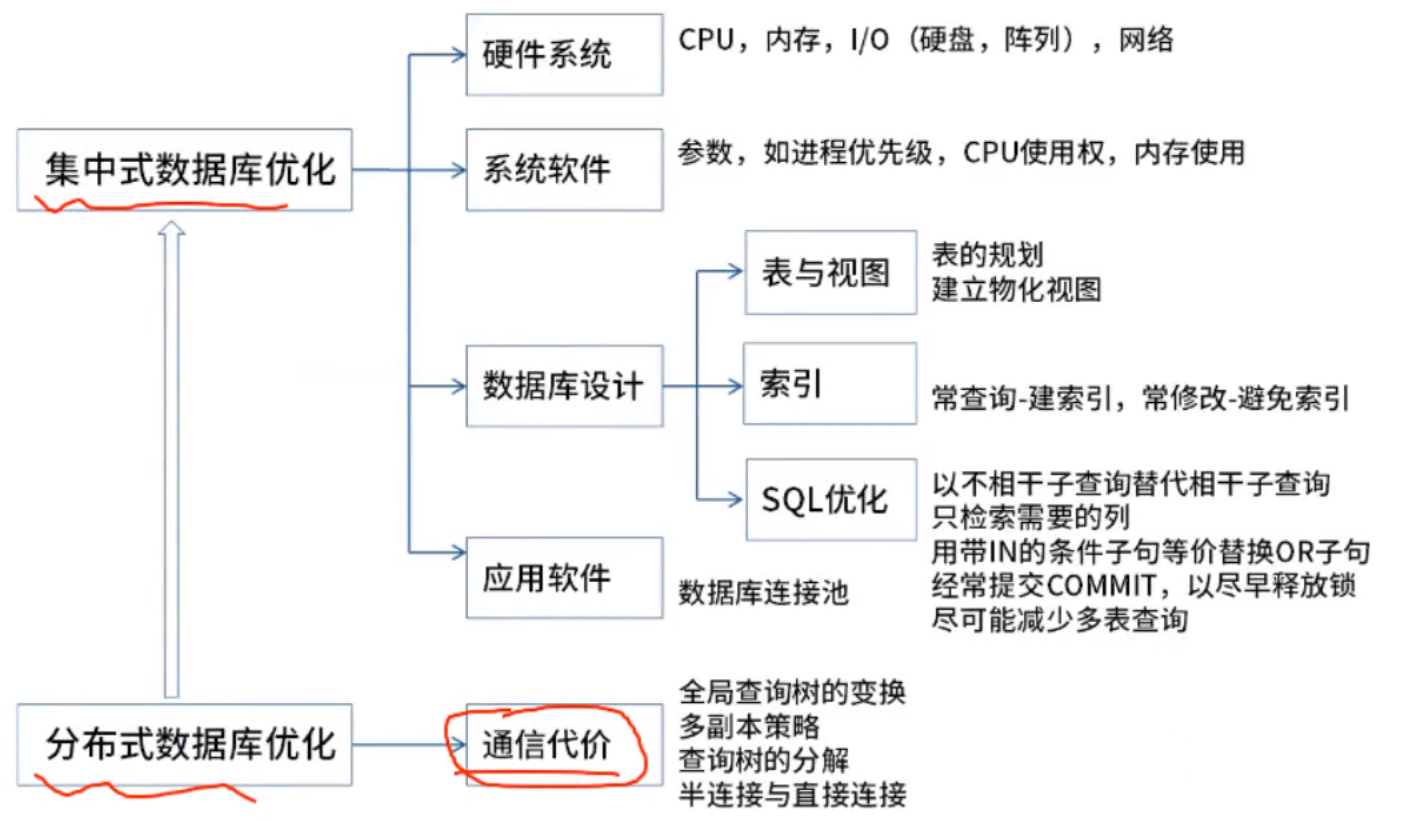 硬件系统
CPU，内存，I/O（硬盘，阵列），网络
集中式数据库优化
系统软件
参数，如进程优先级，CPU使用权，内存使用
表与视图
表的规划
建立物化视图
数据库设计
索引
常查询-建索引，常修改-避免索引
SQL优化
以不相干子查询替代相干子查询
只检索需要的列
用带IN的条件子句等价替换OR子句
经常提交COMMIT，以尽早释放锁
尽可能减少多表查询
应用软件
数据库连接池
分布式数据库优化
通信代价
全局查询树的变换
多副本策略
查询树的分解
半连接与直接连接